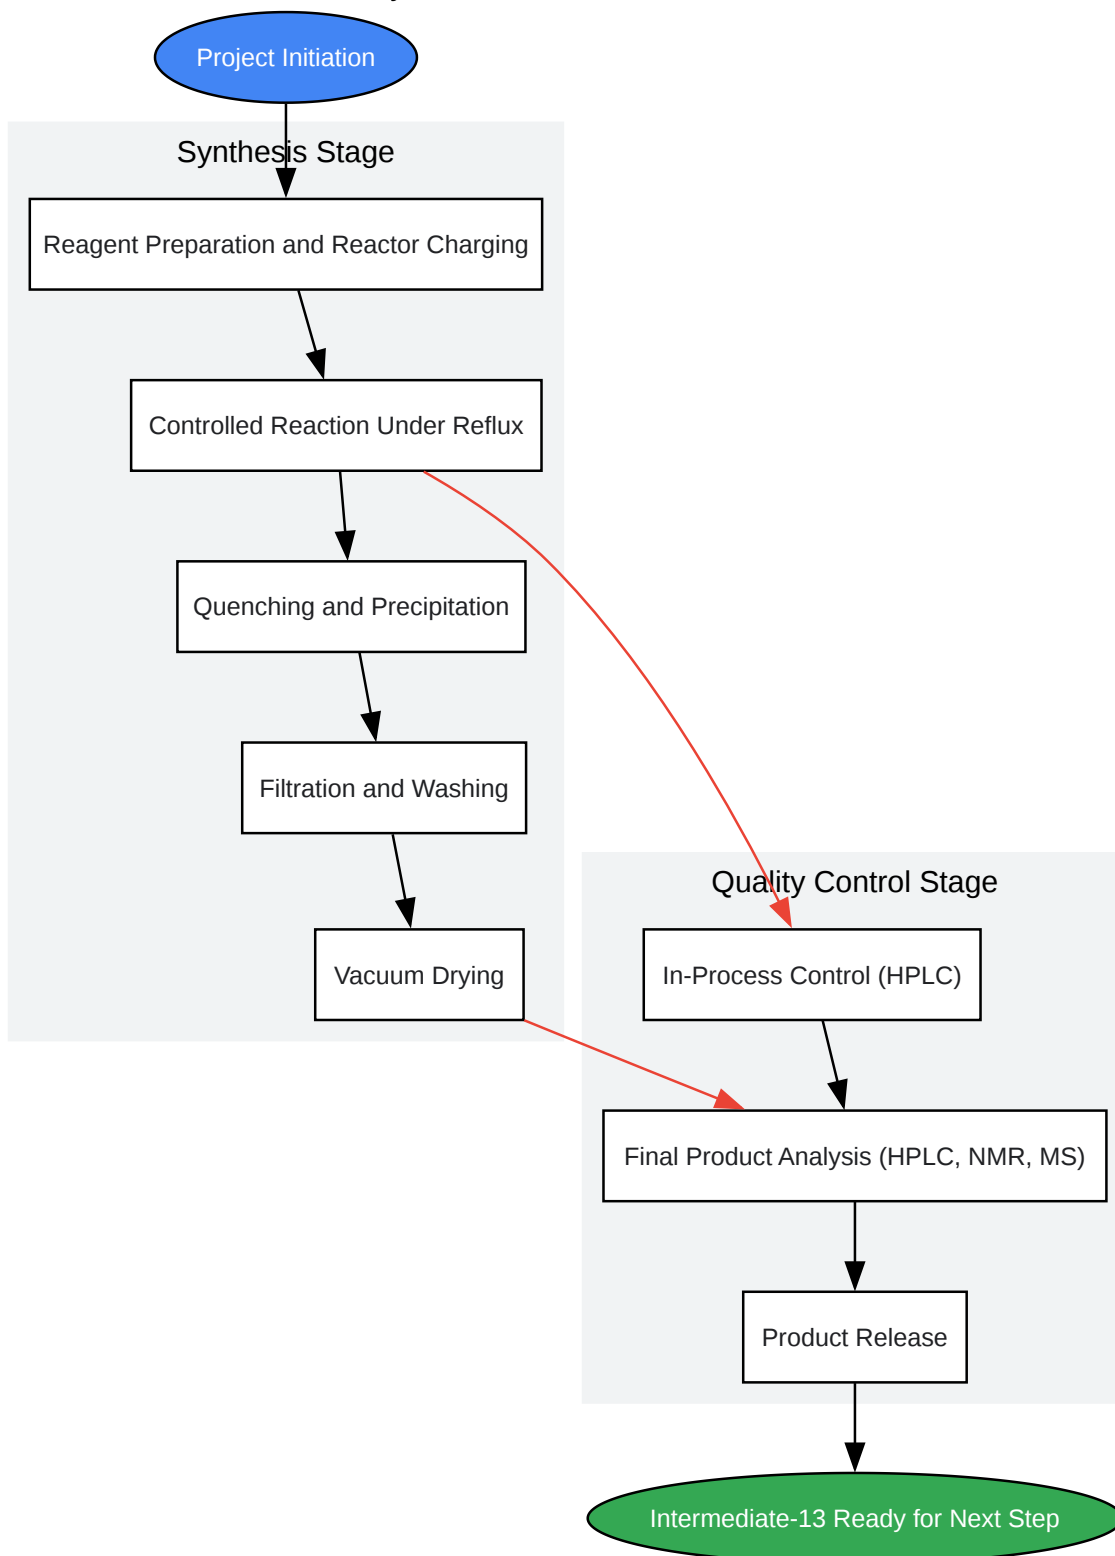 Project Initiation
Synthesis Stage
Reagent Preparation and Reactor Charging
Controlled Reaction Under Reflux
Quenching and Precipitation
Filtration and Washing
Vacuum Drying
Quality Control Stage
In-Process Control (HPLC)
Final Product Analysis (HPLC, NMR, MS)
Product Release
Intermediate-13 Ready for Next Step